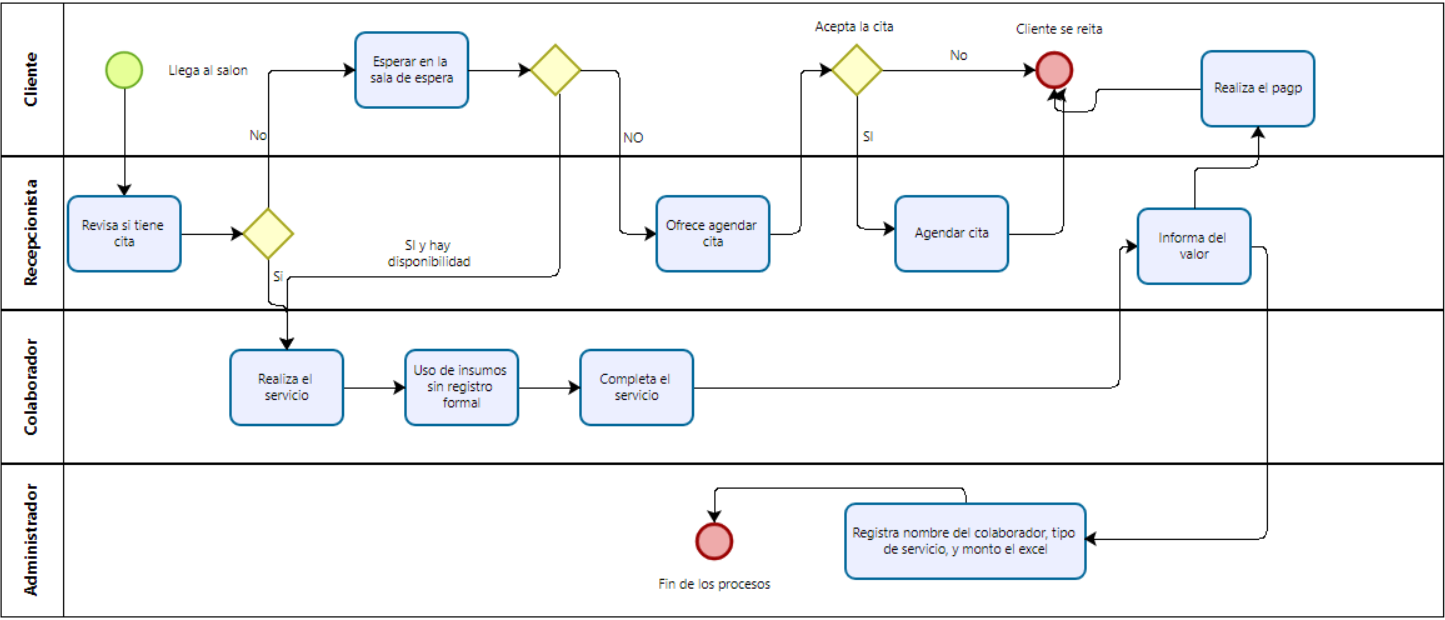 Cliente
Llega al salon
Esperar en la
sala de espera
No
NO
Acepta la cita
No
SI
Cliente se reita
Realiza el pagp
Recepcionista
Revisa si tiene
cita
Si
SI y hay
disponibilidad
Ofrece agendar
cita
Agendar cita
Informa del
valor
Colaborador
Realiza el
servicio
Uso de insumos
sin registro
formal
Completa el
servicio
Administrador
Fin de los procesos
Registra nombre del colaborador, tipo
de servicio, y monto el excel